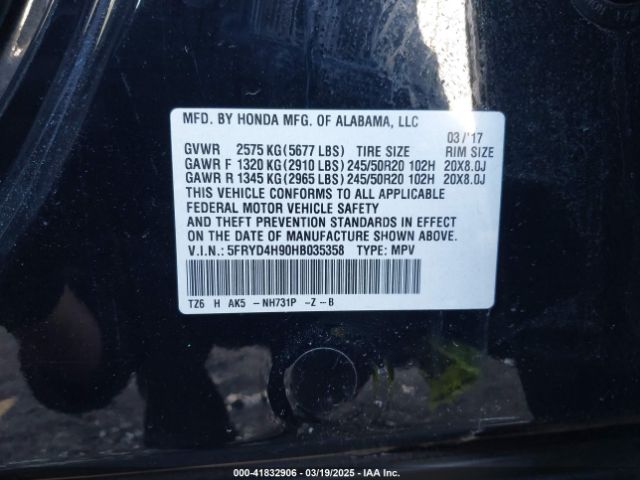 MFD. BY HONDA MFG. OF ALABAMA, LLC
03/'17
GVWR 2575 KG(5677 LBS) TIRE SIZE RIM SIZE
GAWR F 1320 KG(2910 LBS)245/50R20 102H 20X8.0J
GAWR R 1345 KG(2965 LBS)245/50R20 102H 20X8.0J
THIS VEHICLE CONFORMS TO ALL APPLICABLE
FEDERAL MOTOR VEHICLE SAFETY
AND THEFT PREVENTION STANDARDS IN EFFECT
ON THE DATE OF MANUFACTURE SHOWN ABOVE.
V.I.N.: 5FRYD4H90HB035358 TYPE: MPV
TZ6 H AK5 -NH731P -Z-B
000-41832906 - 03/19/2025 - IAA Inc.